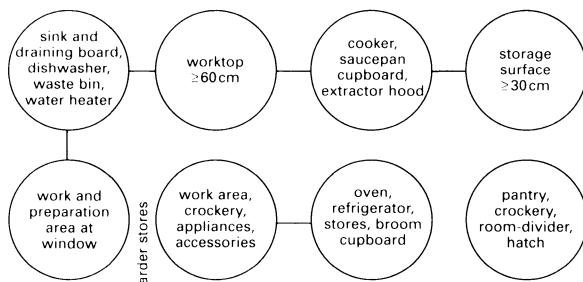 sink and
draining board,
dishwasher,
waste bin,
water heater
worktop
≥60cm
cooker,
saucepan
cupboard,
extractor hood
storage
surface
≥30cm
work and
preparation
area at
window
arder stores
work area,
crockery,
appliances,
accessories
oven,
refrigerator,
stores, broom
cupboard
pantry,
crockery,
room-divider,
hatch